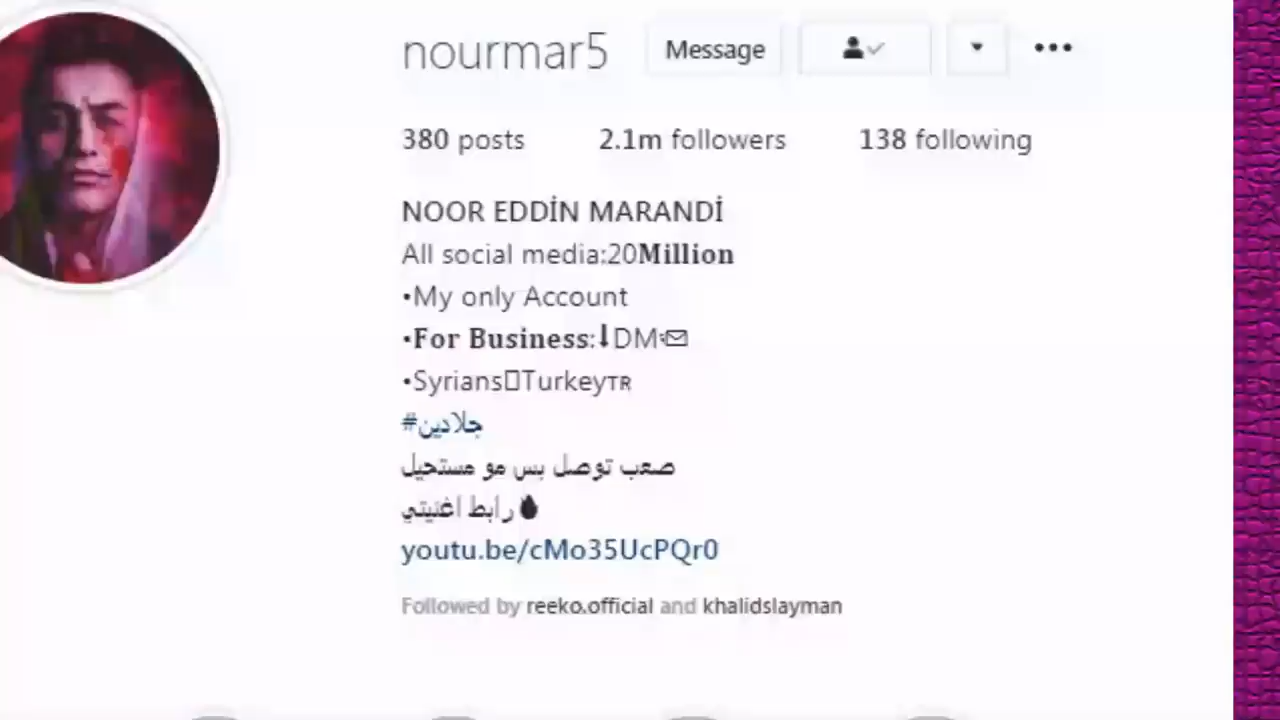 nourmar5 Message
380 posts 2.1m followers 138 following
NOOR EDDİN MARANDİ
All social media:20Million
•My only Account
•For Business:⬇DM📩
•Syrians▯TurkeyTR
#جلادين
صعب توصل بس مو مستحيل
رابط اغنيتي💧
youtu.be/cMo35UcPQr0
Followed by reeko.official and khalidslayman